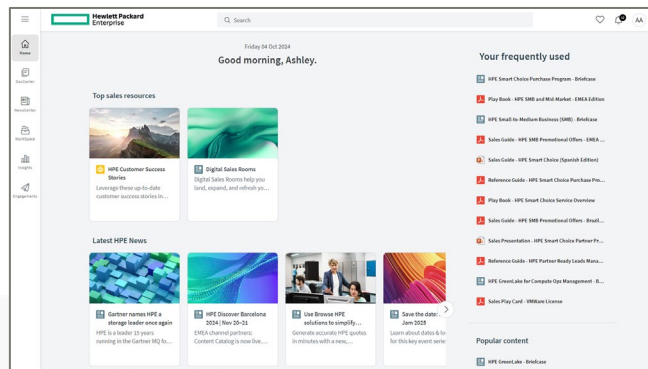 Hewlett Packard
Enterprise
Search
AA
Friday 04 Oct 2024
Good morning, Ashley.
Home
DocCenter
NewsCenter
WorkSpace
Insights
Engagements
Top sales resources
HPE Customer Success
Stories
Leverage these up-to-date
customer success stories in...
Digital Sales Rooms
Digital Sales Rooms help you
land, expand, and refresh yo...
Latest HPE News
Gartner names HPE a
storage leader once again
HPE is a leader 15 years
running in the Gartner MQ fo...
HPE Discover Barcelona
2024 | Nov 20–21
EMEA channel partners:
Content Catalog is now live,...
Use Browse HPE
solutions to simplify...
Generate accurate HPE quotes
in minutes with a new,...
Save the date:
Jam 2025
Learn about dates & lo
for this key event serie
Your frequently used
HPE Smart Choice Purchase Program - Briefcase
Play Book - HPE SMB and Mid-Market - EMEA Edition
HPE Small-to-Medium Business (SMB) - Briefcase
Sales Guide - HPE SMB Promotional Offers - EMEA ...
Sales Guide - HPE Smart Choice (Spanish Edition)
Reference Guide - HPE Smart Choice Purchase Pro...
Play Book - HPE Smart Choice Service Overview
Sales Guide - HPE SMB Promotional Offers - Brazil...
Sales Presentation - HPE Smart Choice Partner Pr...
Reference Guide - HPE Partner Ready Leads Mana...
HPE GreenLake for Compute Ops Management - B...
Sales Play Card - VMWare License
Popular content
HPE GreenLake - Briefcase